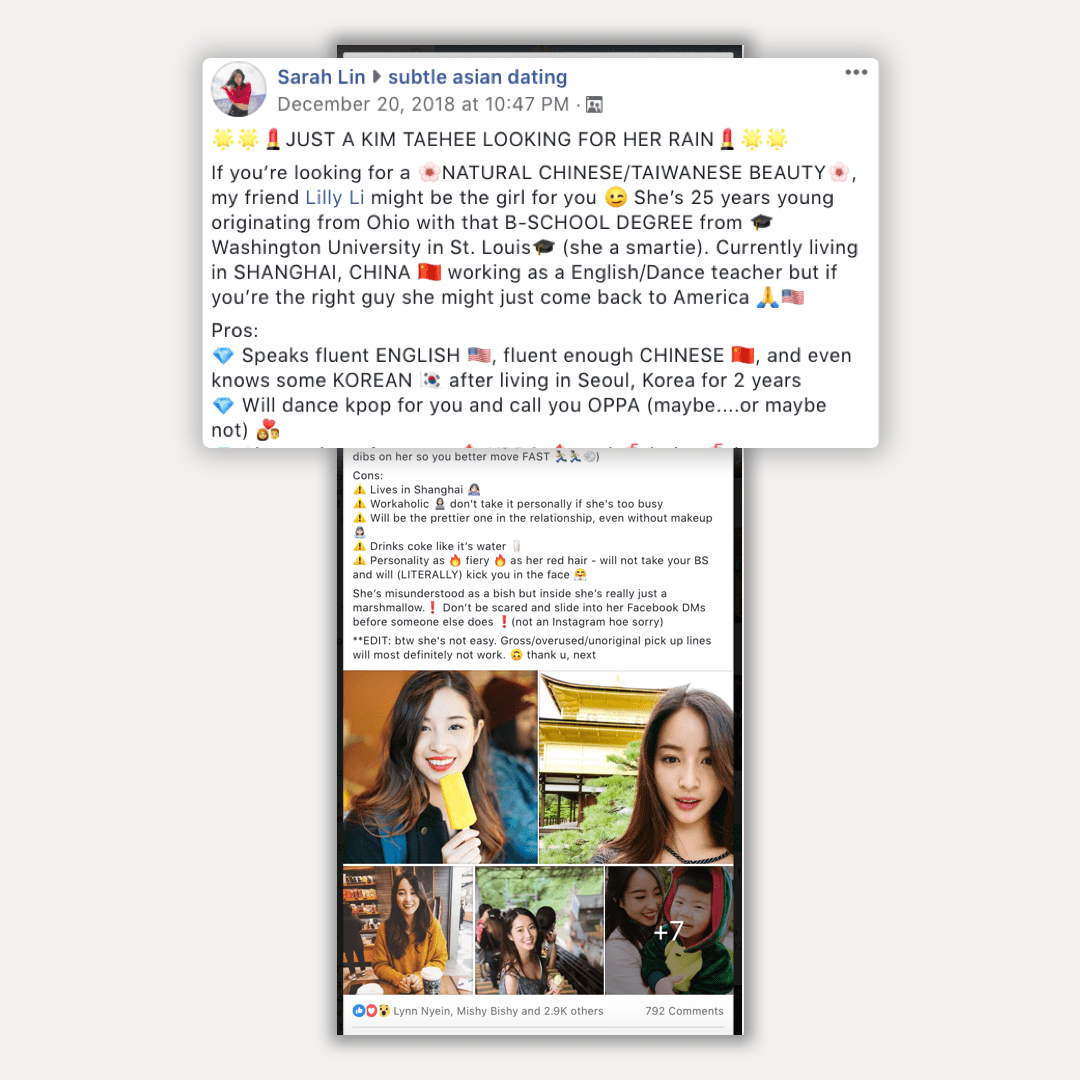 Sarah Lin ▶ subtle asian dating
December 20, 2018 at 10:47 PM ·
🌟🌟💄JUST A KIM TAEHEE LOOKING FOR HER RAIN💄🌟🌟
If you're looking for a 🌸NATURAL CHINESE/TAIWANESE BEAUTY🌸,
my friend Lilly Li might be the girl for you 😉 She's 25 years young
originating from Ohio with that B-SCHOOL DEGREE from 🎓
Washington University in St. Louis🎓 (she a smartie). Currently living
in SHANGHAI, CHINA 🇨🇳 working as a English/Dance teacher but if
you're the right guy she might just come back to America 🙏🇺🇸
Pros:
💎 Speaks fluent ENGLISH 🇺🇸, fluent enough CHINESE 🇨🇳, and even
knows some KOREAN 🇰🇷 after living in Seoul, Korea for 2 years
💎 Will dance kpop for you and call you OPPA (maybe....or maybe
not) 💑
dibs on her so you better move FAST 🏃🏃💨)
Cons:
⚠️ Lives in Shanghai 🤷🏻‍♀️
⚠️ Workaholic 👩🏻‍💼 don't take it personally if she's too busy
⚠️ Will be the prettier one in the relationship, even without makeup
👰🏻
⚠️ Drinks coke like it's water 🥛
⚠️ Personality as 🔥 fiery 🔥 as her red hair - will not take your BS
and will (LITERALLY) kick you in the face 🤗
She's misunderstood as a bish but inside she's really just a
marshmallow.❗ Don't be scared and slide into her Facebook DMs
before someone else does ❗(not an Instagram hoe sorry)
**EDIT: btw she's not easy. Gross/overused/unoriginal pick up lines
will most definitely not work. 🙃 thank u, next
+7
Lynn Nyein, Mishy Bishy and 2.9K others 792 Comments